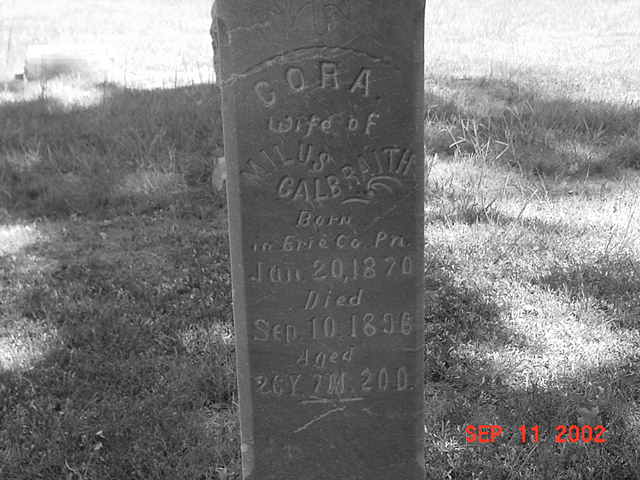 CORA.
Wife of
MILUS
GALBRAITH
Born
in Erie Co. Pa.
Jan. 20, 1870
Died
Sep. 10, 1896
Aged
26Y. 7M. 20D.
SEP 11 2002